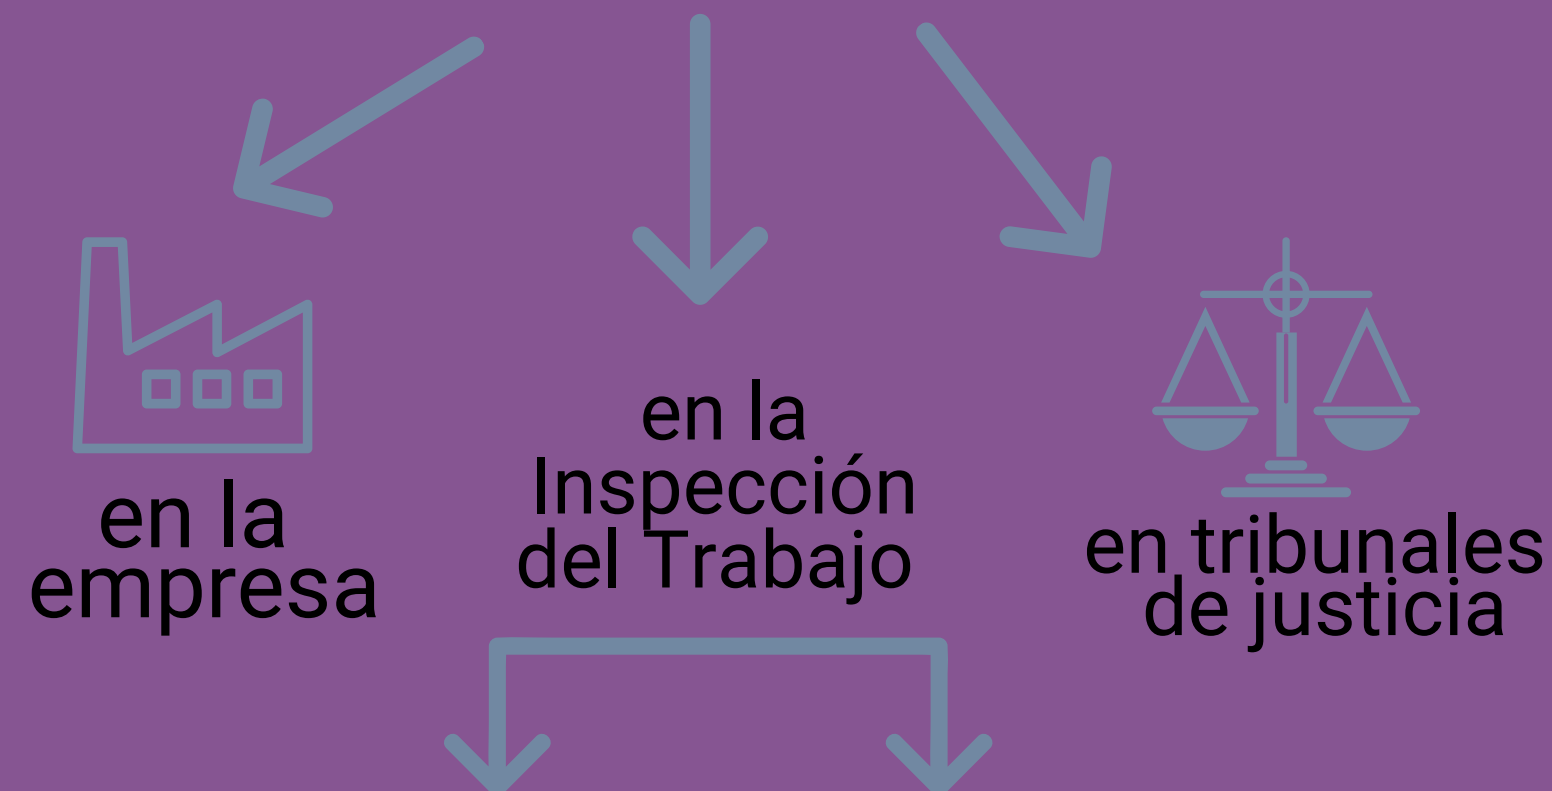 en la
empresa
en la
Inspección
del Trabajo
en tribunales
de justicia